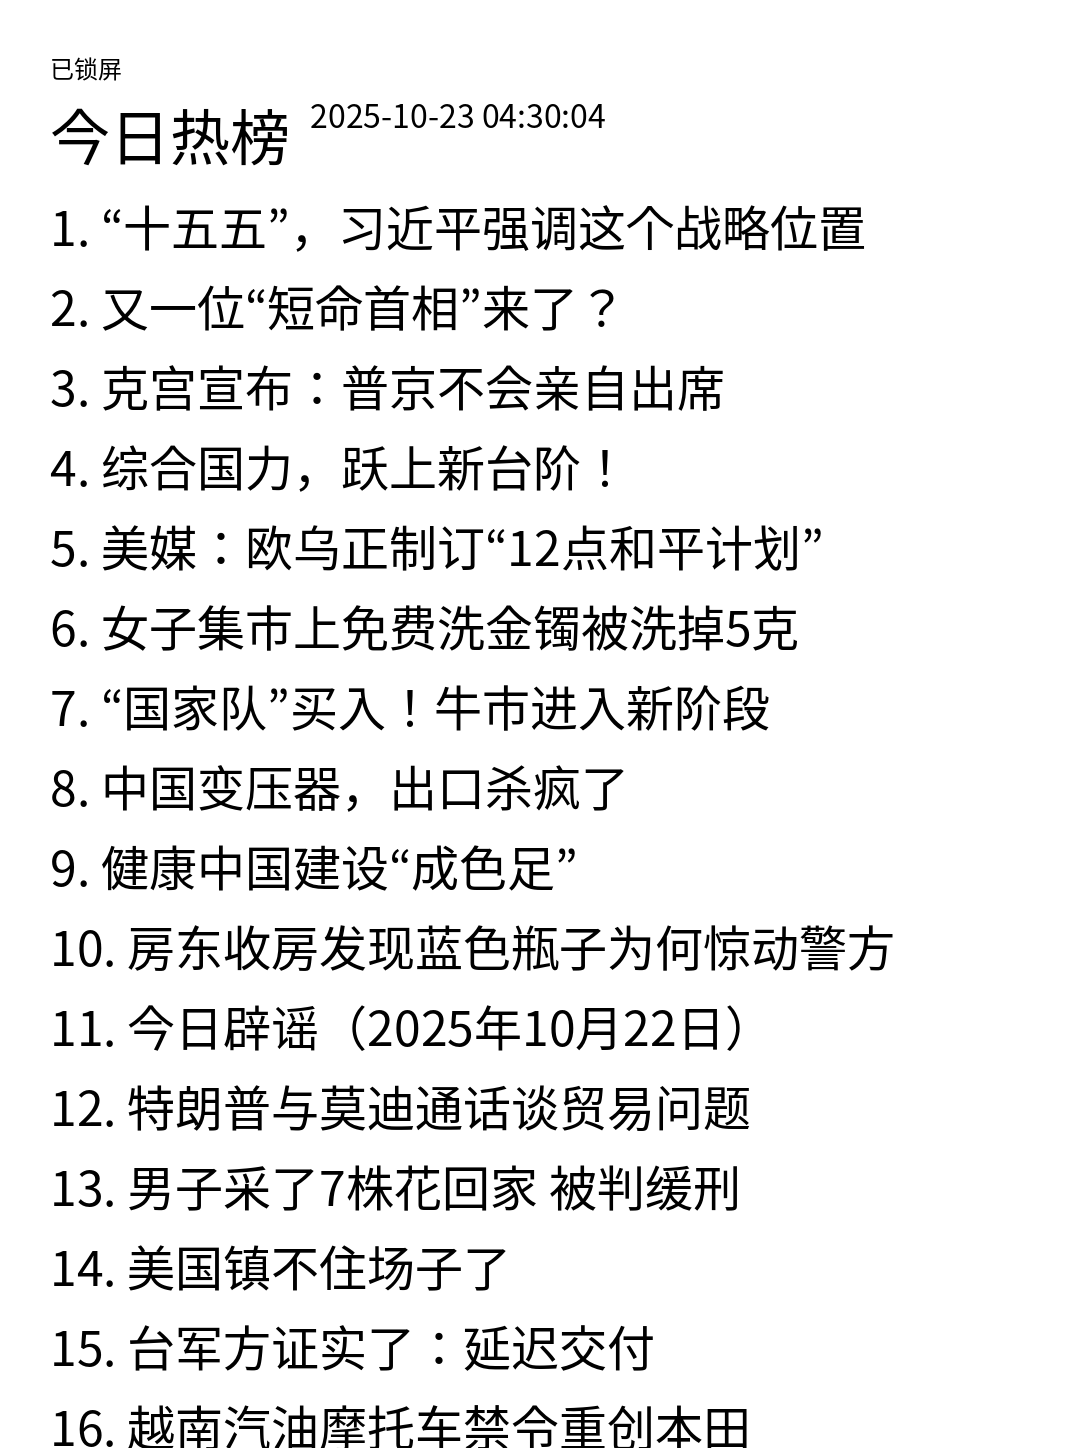 已锁屏
今日热榜 2025-10-23 04:30:04
1. “十五五”，习近平强调这个战略位置
2. 又一位“短命首相”来了？
3. 克宫宣布：普京不会亲自出席
4. 综合国力，跃上新台阶！
5. 美媒：欧乌正制订“12点和平计划”
6. 女子集市上免费洗金镯被洗掉5克
7. “国家队”买入！牛市进入新阶段
8. 中国变压器，出口杀疯了
9. 健康中国建设“成色足”
10. 房东收房发现蓝色瓶子为何惊动警方
11. 今日辟谣（2025年10月22日）
12. 特朗普与莫迪通话谈贸易问题
13. 男子采了7株花回家 被判缓刑
14. 美国镇不住场子了
15. 台军方证实了：延迟交付
16. 越南汽油摩托车禁令重创本田